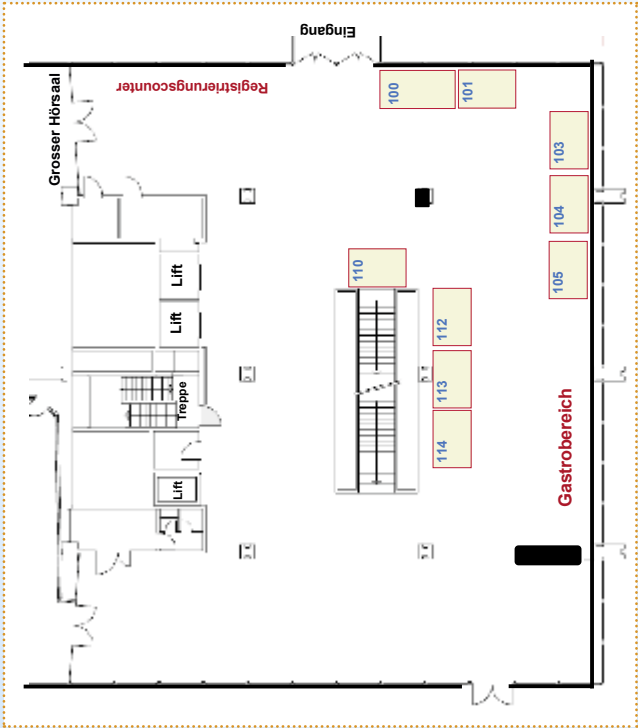 Eingang
Registrierungscounter
Grosser Hörsaal
100
101
103
104
105
110
112
113
114
Lift
Lift
Treppe
Lift
Gastrobereich